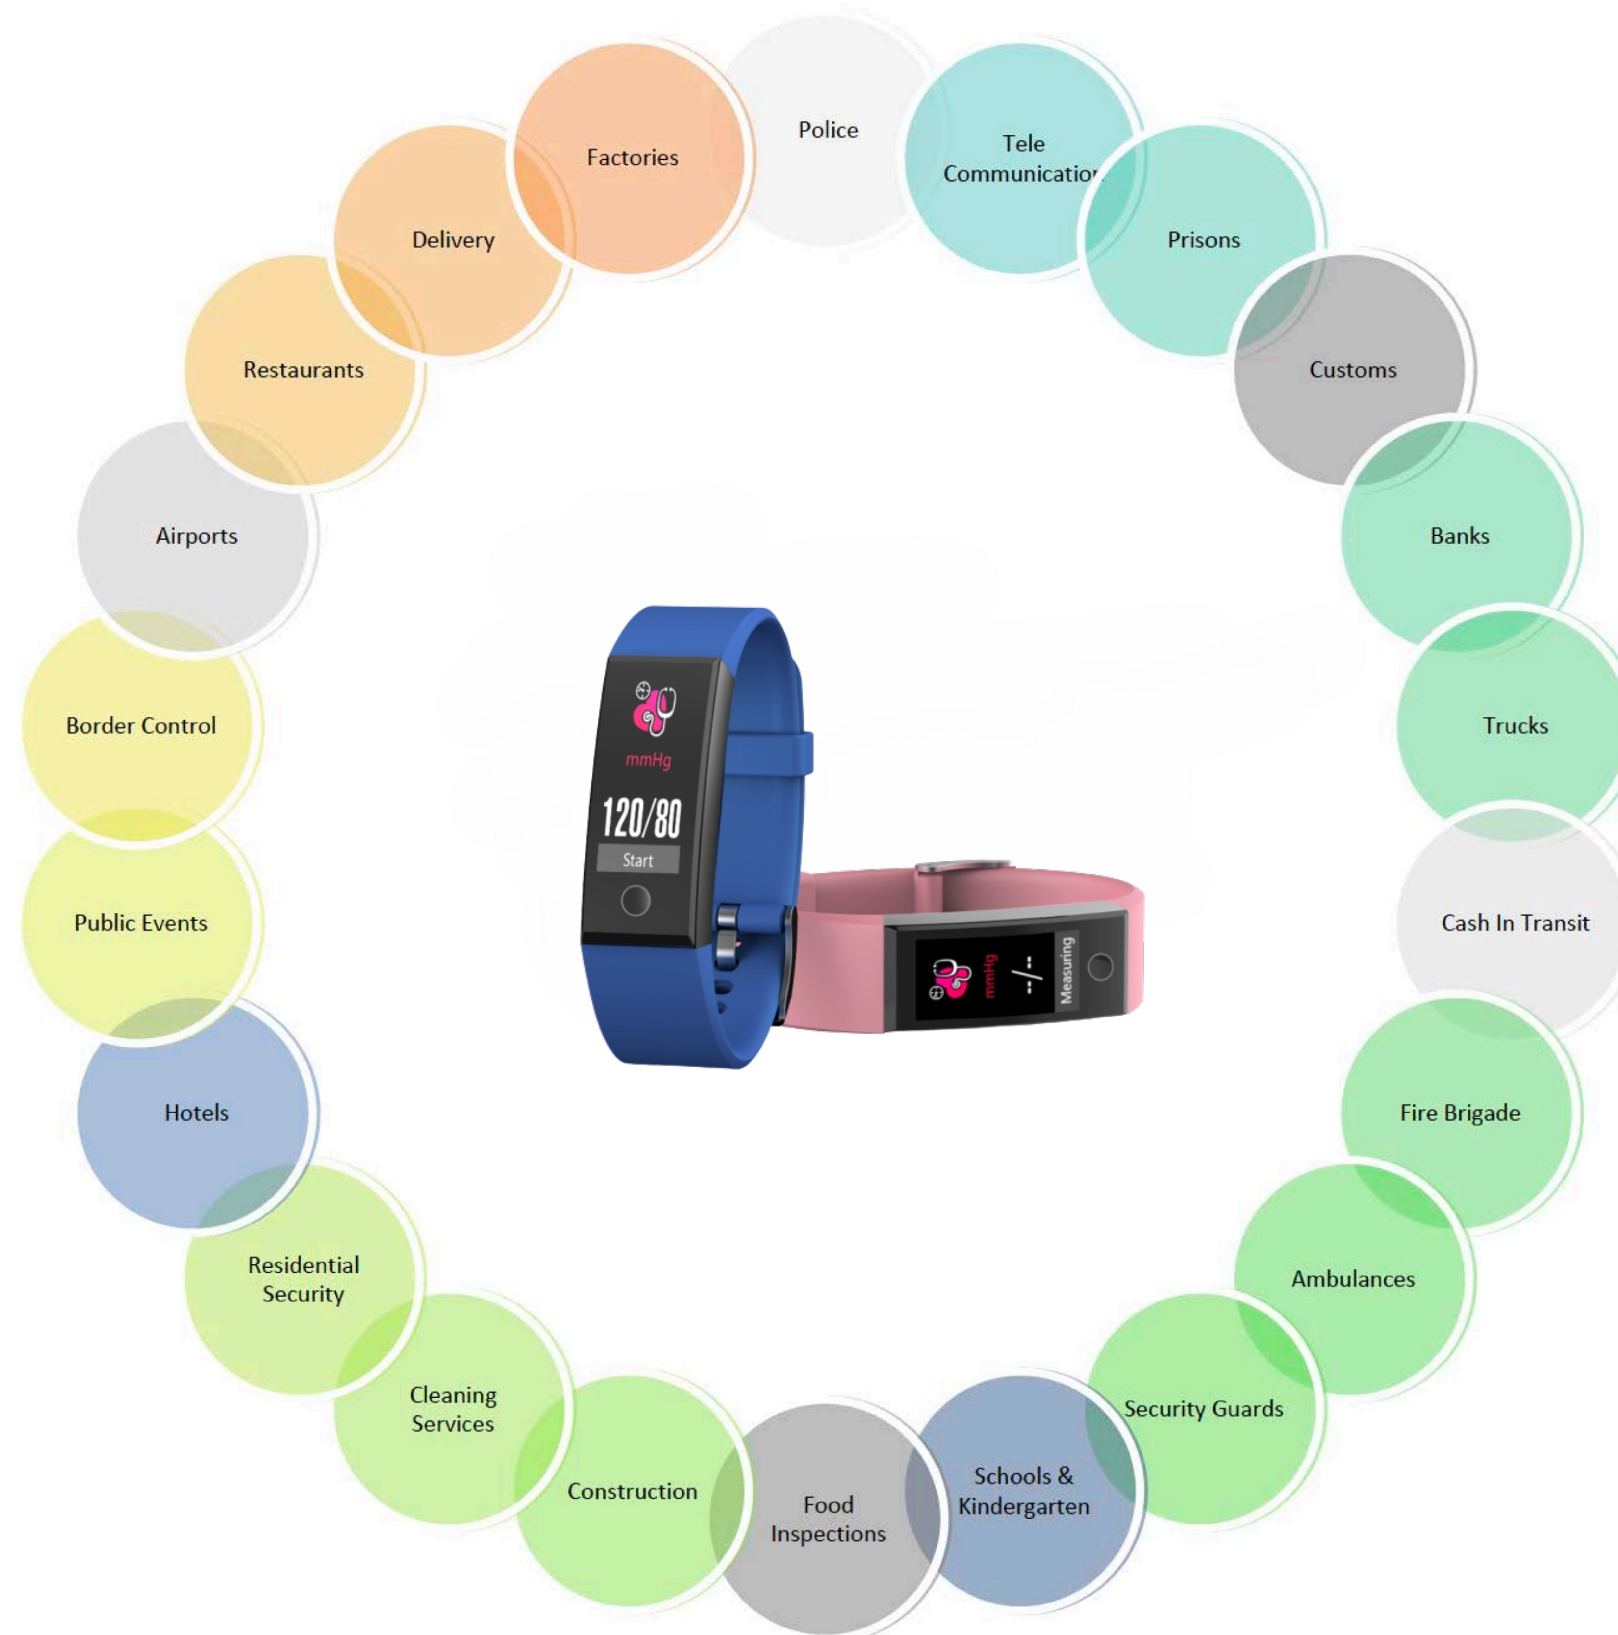 Police
Tele
Communication
Prisons
Customs
Banks
Trucks
Cash In Transit
Fire Brigade
Ambulances
Security Guards
Schools &
Kindergarten
Food
Inspections
Construction
Cleaning
Services
Residential
Security
Hotels
Public Events
Border Control
Airports
Restaurants
Delivery
Factories
mmHg
120/80
Start
mmHg
--/--
Measuring